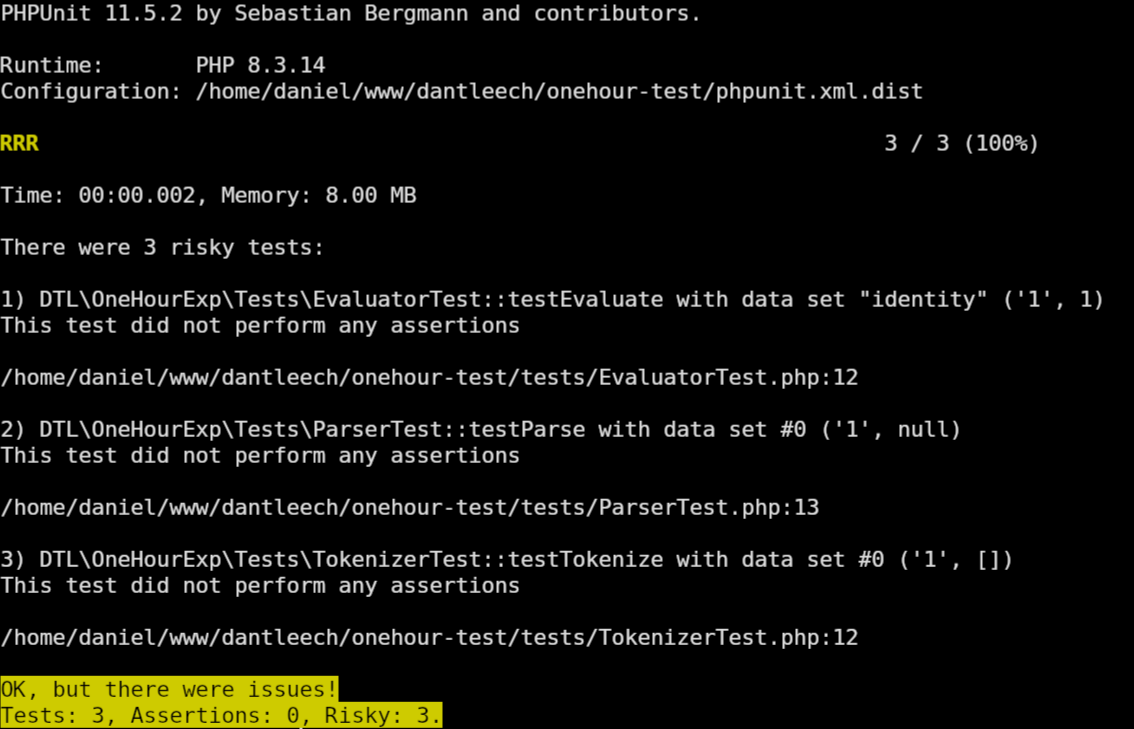 PHPUnit 11.5.2 by Sebastian Bergmann and contributors.
Runtime:       PHP 8.3.14
Configuration: /home/daniel/www/dantleech/onehour-test/phpunit.xml.dist
RRR                                                                 3 / 3 (100%)
Time: 00:00.002, Memory: 8.00 MB
There were 3 risky tests:
1) DTL\OneHourExp\Tests\EvaluatorTest::testEvaluate with data set "identity" ('1', 1)
This test did not perform any assertions
/home/daniel/www/dantleech/onehour-test/tests/EvaluatorTest.php:12
2) DTL\OneHourExp\Tests\ParserTest::testParse with data set #0 ('1', null)
This test did not perform any assertions
/home/daniel/www/dantleech/onehour-test/tests/ParserTest.php:13
3) DTL\OneHourExp\Tests\TokenizerTest::testTokenize with data set #0 ('1', [])
This test did not perform any assertions
/home/daniel/www/dantleech/onehour-test/tests/TokenizerTest.php:12
OK, but there were issues!
Tests: 3, Assertions: 0, Risky: 3.